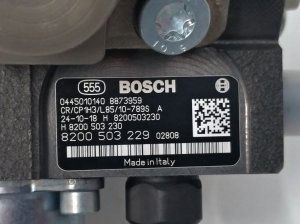 555 BOSCH
0445010140 8873959
CR/CP1H3/L85/10-789S A
24-10-18 H 8200503230
H 8200 503 230
8200 503 229 02808
Made in Italy